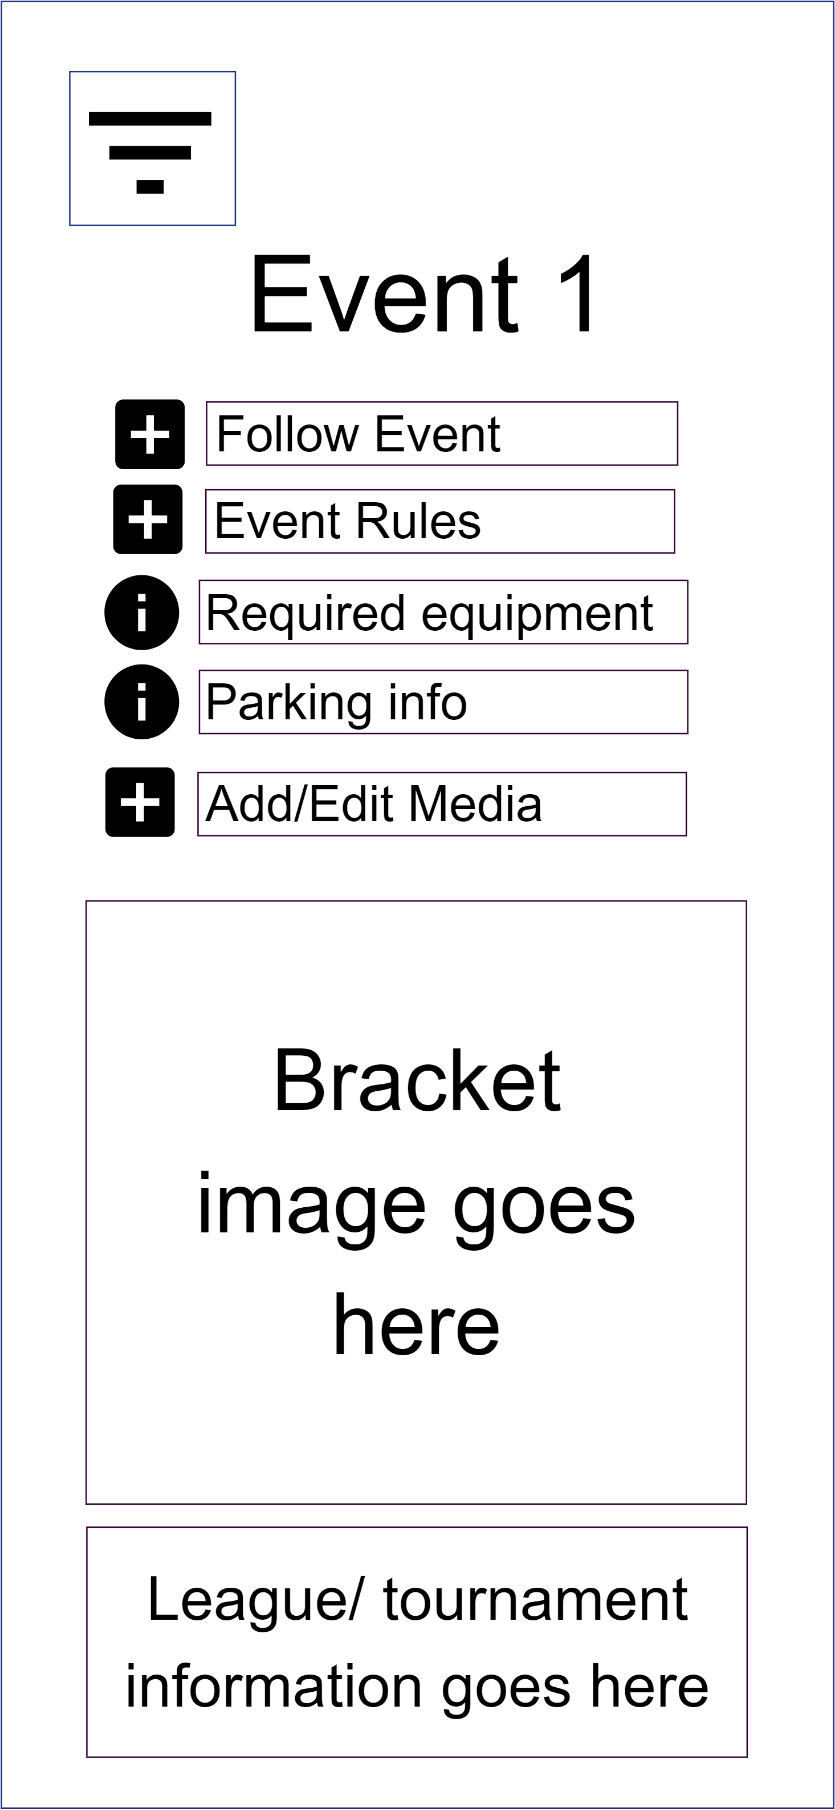 Event 1
Follow Event
Event Rules
Required equipment
Parking info
Add/Edit Media
Bracket
image goes
here
League/ tournament
information goes here